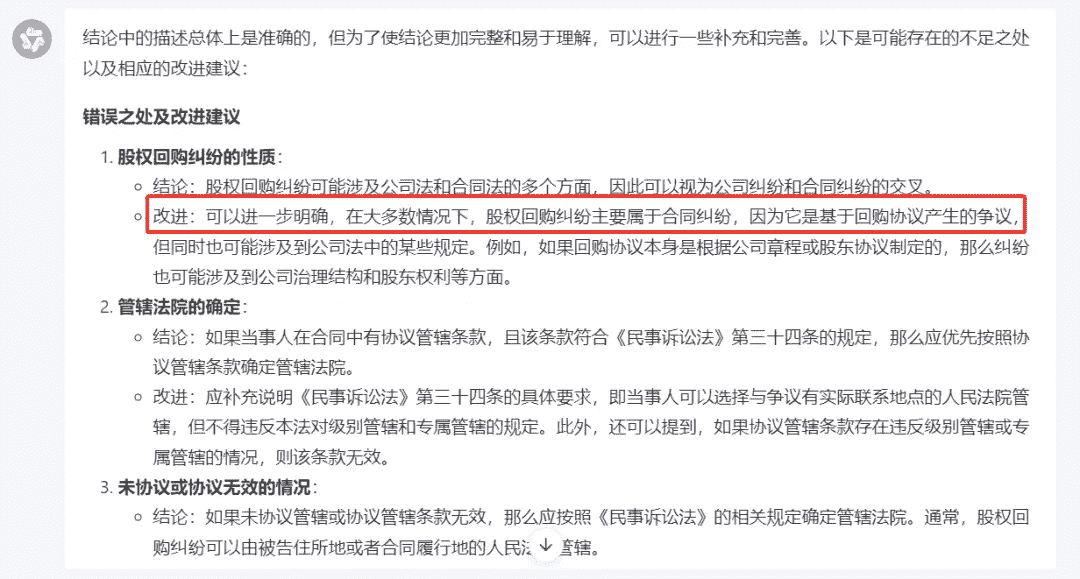 结论中的描述总体上是准确的，但为了使结论更加完整和易于理解，可以进行一些补充和完善。以下是可能存在的不足之处
以及相应的改进建议：
错误之处及改进建议
1. 股权回购纠纷的性质：
结论：股权回购纠纷可能涉及公司法和合同法的多个方面，因此可以视为公司纠纷和合同纠纷的交叉。
改进：可以进一步明确，在大多数情况下，股权回购纠纷主要属于合同纠纷，因为它是基于回购协议产生的争议，
但同时也可能涉及到公司法中的某些规定。例如，如果回购协议本身是根据公司章程或股东协议制定的，那么纠纷
也可能涉及到公司治理结构和股东权利等方面。
2. 管辖法院的确定：
结论：如果当事人在合同中有协议管辖条款，且该条款符合《民事诉讼法》第三十四条的规定，那么应优先按照协
议管辖条款确定管辖法院。
改进：应补充说明《民事诉讼法》第三十四条的具体要求，即当事人可以选择与争议有实际联系地点的人民法院管
辖，但不得违反本法对级别管辖和专属管辖的规定。此外，还可以提到，如果协议管辖条款存在违反级别管辖或专
属管辖的情况，则该条款无效。
3. 未协议或协议无效的情况：
结论：如果未协议管辖或协议管辖条款无效，那么应按照《民事诉讼法》的相关规定确定管辖法院。通常，股权回
购纠纷可以由被告住所地或者合同履行地的人民法管辖。